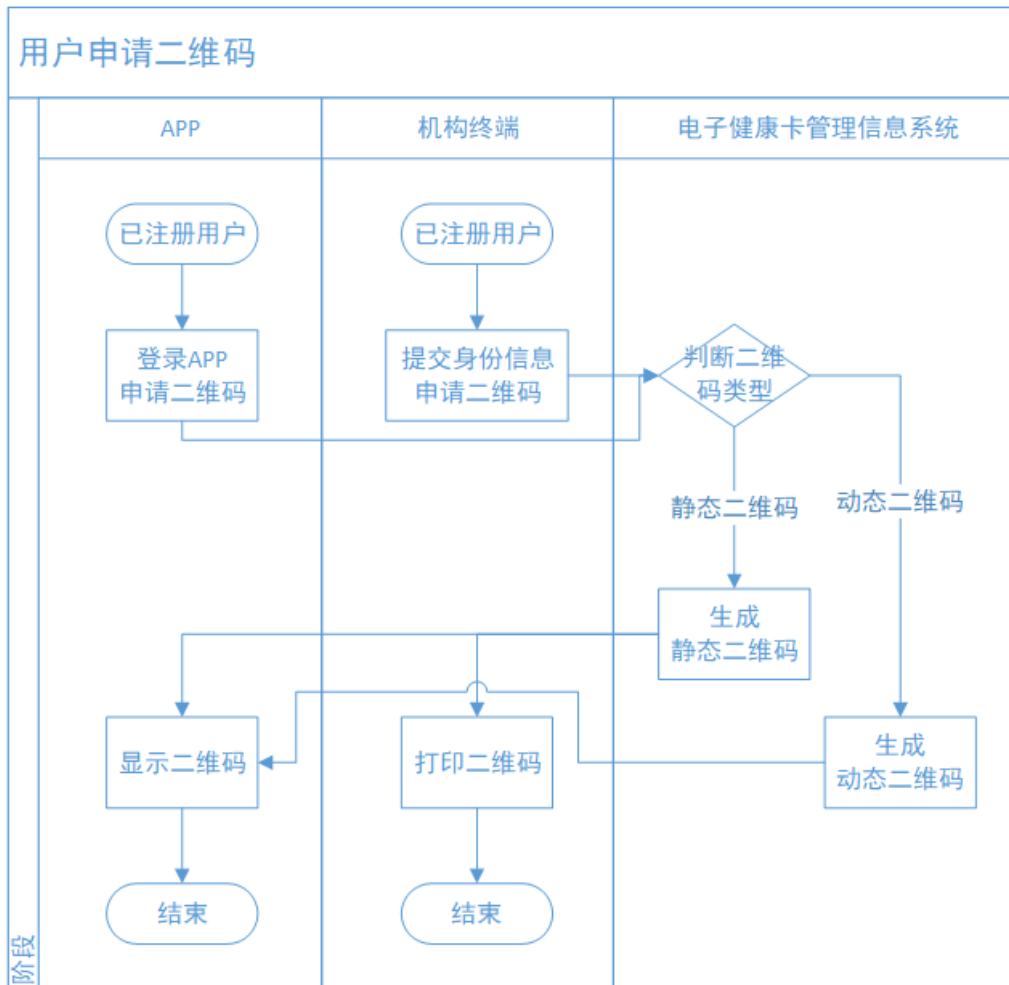 用户申请二维码
APP
机构终端
电子健康卡管理信息系统
已注册用户
已注册用户
登录APP
申请二维码
提交身份信息
申请二维码
判断二维
码类型
静态二维码
动态二维码
生成
静态二维码
显示二维码
打印二维码
生成
动态二维码
结束
结束
阶段